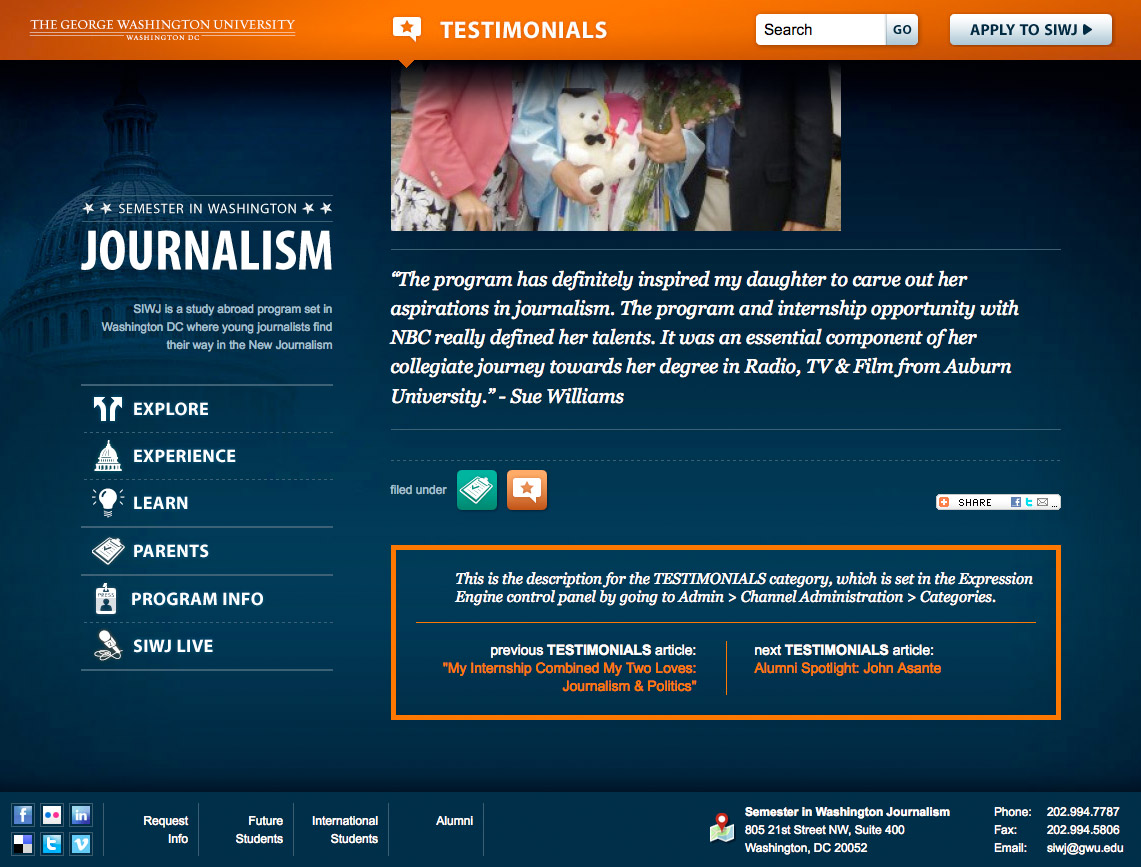 THE GEORGE WASHINGTON UNIVERSITY
WASHINGTON DC
TESTIMONIALS
Search
GO
APPLY TO SIWJ
SEMESTER IN WASHINGTON
JOURNALISM
SIWJ is a study abroad program set in
Washington DC where young journalists find
their way in the New Journalism
EXPLORE
EXPERIENCE
LEARN
PARENTS
PRESS
PROGRAM INFO
SIWJ LIVE
“The program has definitely inspired my daughter to carve out her
aspirations in journalism. The program and internship opportunity with
NBC really defined her talents. It was an essential component of her
collegiate journey towards her degree in Radio, TV & Film from Auburn
University.” - Sue Williams
filed under
SHARE
...
This is the description for the TESTIMONIALS category, which is set in the Expression
Engine control panel by going to Admin > Channel Administration > Categories.
previous TESTIMONIALS article:
"My Internship Combined My Two Loves:
Journalism & Politics"
next TESTIMONIALS article:
Alumni Spotlight: John Asante
Request
Info
Future
Students
International
Students
Alumni
Semester in Washington Journalism
805 21st Street NW, Suite 400
Washington, DC 20052
Phone: 202.994.7787
Fax: 202.994.5806
Email: siwj@gwu.edu